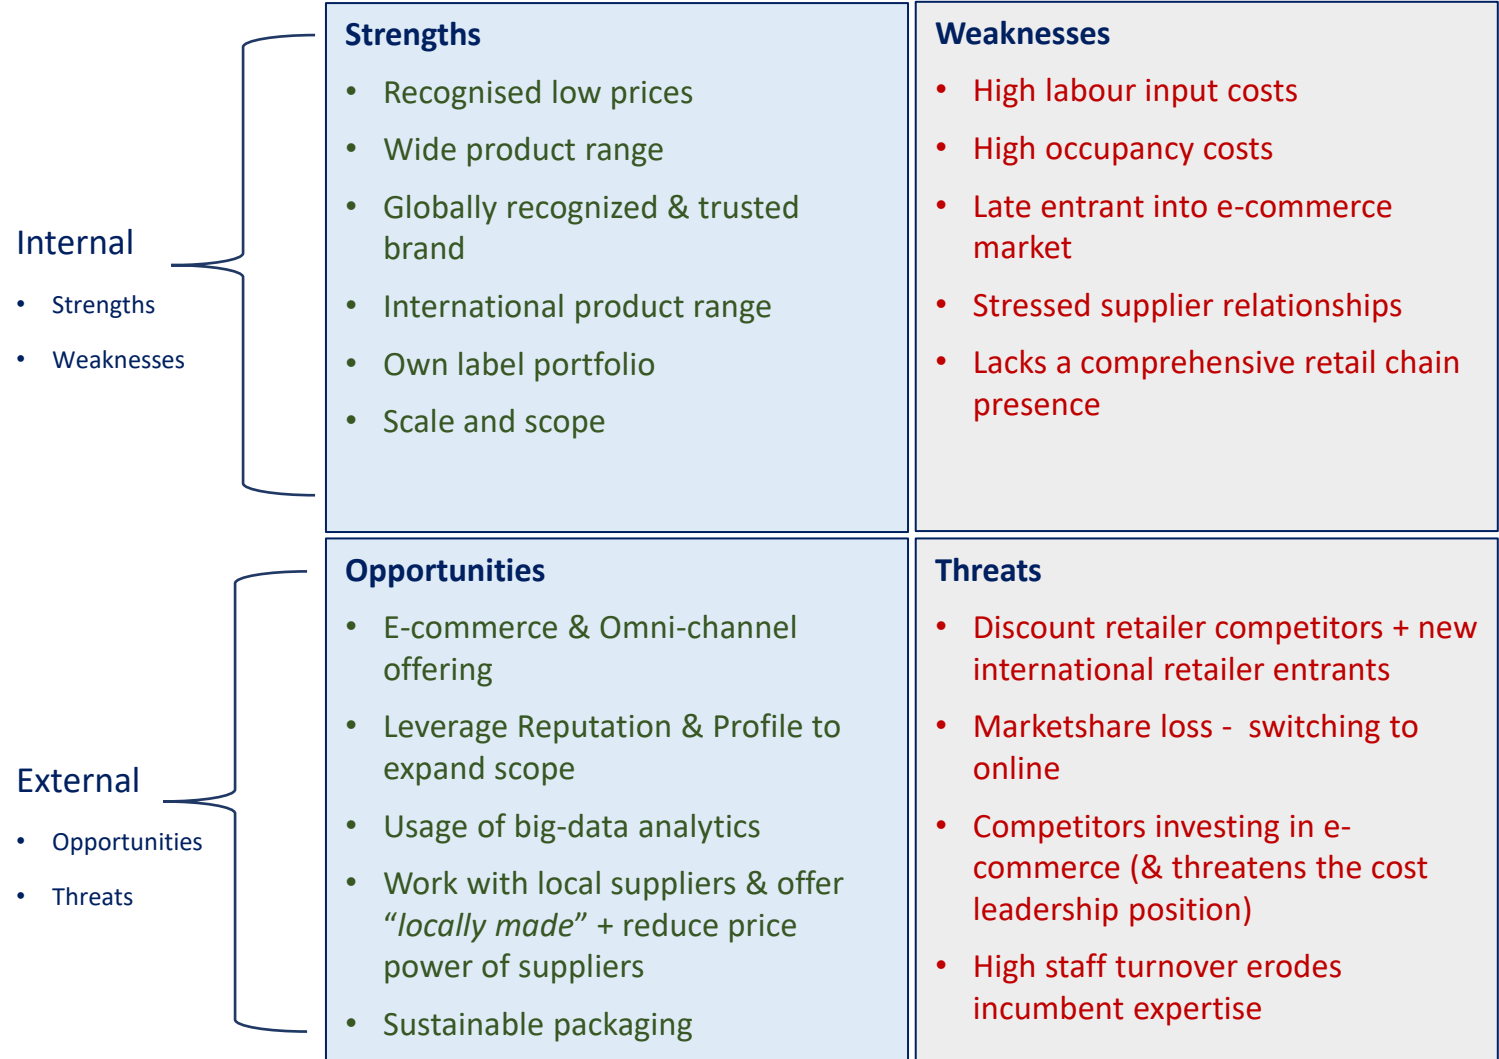 Internal
• Strengths
• Weaknesses
Strengths
• Recognised low prices
• Wide product range
• Globally recognized & trusted
brand
• International product range
• Own label portfolio
• Scale and scope
Weaknesses
• High labour input costs
• High occupancy costs
• Late entrant into e-commerce
market
• Stressed supplier relationships
• Lacks a comprehensive retail chain
presence
External
• Opportunities
• Threats
Opportunities
• E-commerce & Omni-channel
offering
• Leverage Reputation & Profile to
expand scope
• Usage of big-data analytics
• Work with local suppliers & offer
“locally made” + reduce price
power of suppliers
• Sustainable packaging
Threats
• Discount retailer competitors + new
international retailer entrants
• Marketshare loss - switching to
online
• Competitors investing in e-
commerce (& threatens the cost
leadership position)
• High staff turnover erodes
incumbent expertise